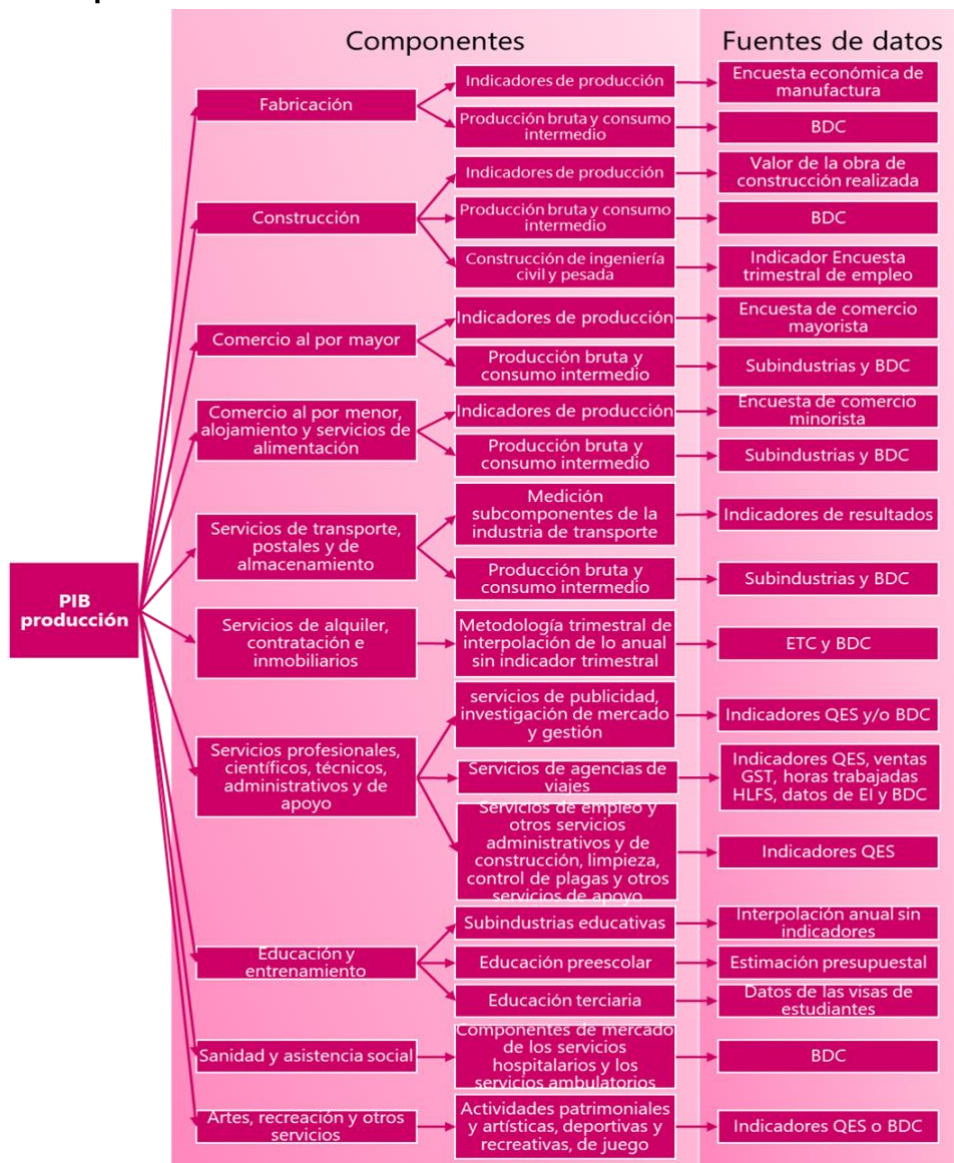 Componentes
Fuentes de datos
PIB
producción
Fabricación
Indicadores de producción
Encuesta económica de
manufactura
Producción bruta y consumo
intermedio
BDC
Construcción
Indicadores de producción
Valor de la obra de
construcción realizada
Producción bruta y consumo
intermedio
BDC
Construcción de ingeniería
civil y pesada
Indicador Encuesta
trimestral de empleo
Comercio al por mayor
Indicadores de producción
Encuesta de comercio
mayorista
Producción bruta y
consumo intermedio
Subindustrias y BDC
Comercio al por menor,
alojamiento y servicios de
alimentación
Indicadores de producción
Encuesta de comercio
minorista
Producción bruta y
consumo intermedio
Subindustrias y BDC
Servicios de transporte,
postales y de
almacenamiento
Medición
subcomponentes de la
industria de transporte
Indicadores de resultados
Producción bruta y
consumo intermedio
Subindustrias y BDC
Servicios de alquiler,
contratación e
inmobiliarios
Metodología trimestral de
interpolación de lo anual
sin indicador trimestral
ETC y BDC
Servicios profesionales,
científicos, técnicos,
administrativos y de
apoyo
servicios de publicidad,
investigación de mercado
y gestión
Indicadores QES y/o BDC
Servicios de agencias de
viajes
Indicadores QES, ventas
GST, horas trabajadas
HLFS, datos de EI y BDC
Servicios de empleo y
otros servicios
administrativos y de
construcción, limpieza,
control de plagas y otros
servicios de apoyo
Indicadores QES
Educación y
entrenamiento
Subindustrias educativas
Interpolación anual sin
indicadores
Educación preescolar
Estimación presupuestal
Educación terciaria
Datos de las visas de
estudiantes
Sanidad y asistencia social
Componentes de mercado
de los servicios
hospitalarios y los
servicios ambulatorios
BDC
Artes, recreación y otros
servicios
Actividades patrimoniales
y artísticas, deportivas y
recreativas, de juego
Indicadores QES o BDC